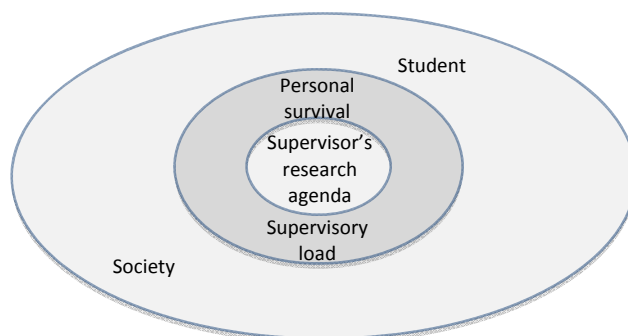 Student
Personal
survival
Supervisor’s
research
agenda
Supervisory
load
Society